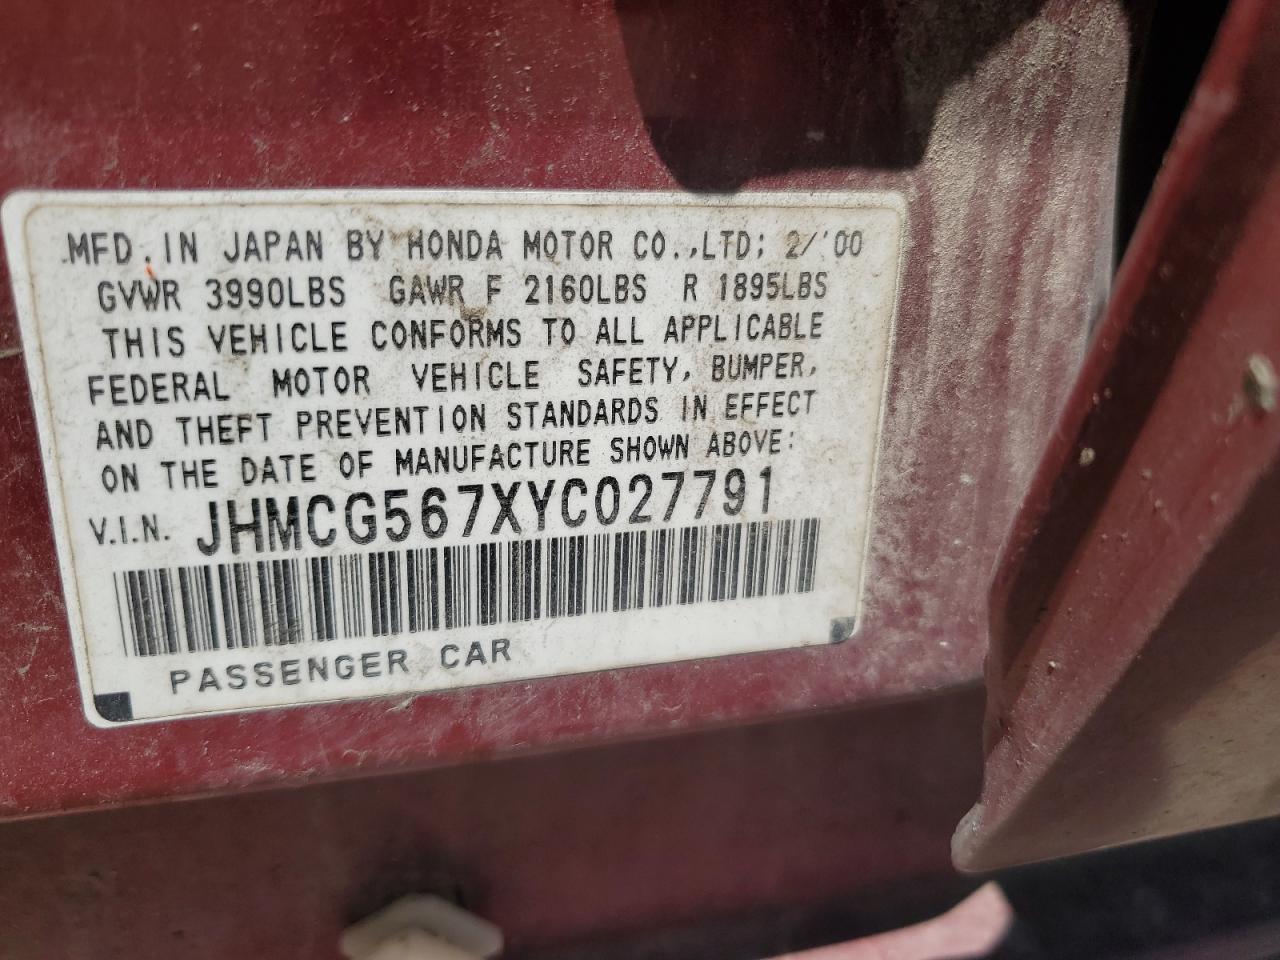 MFD. IN JAPAN BY HONDA MOTOR CO.,LTD; 2/'00
GVWR 3990LBS GAWR F 2160LBS R 1895LBS
THIS VEHICLE CONFORMS TO ALL APPLICABLE
FEDERAL MOTOR VEHICLE SAFETY, BUMPER,
AND THEFT PREVENTION STANDARDS IN EFFECT
ON THE DATE OF MANUFACTURE SHOWN ABOVE:
V.I.N. JHMCG567XYC027791
PASSENGER CAR